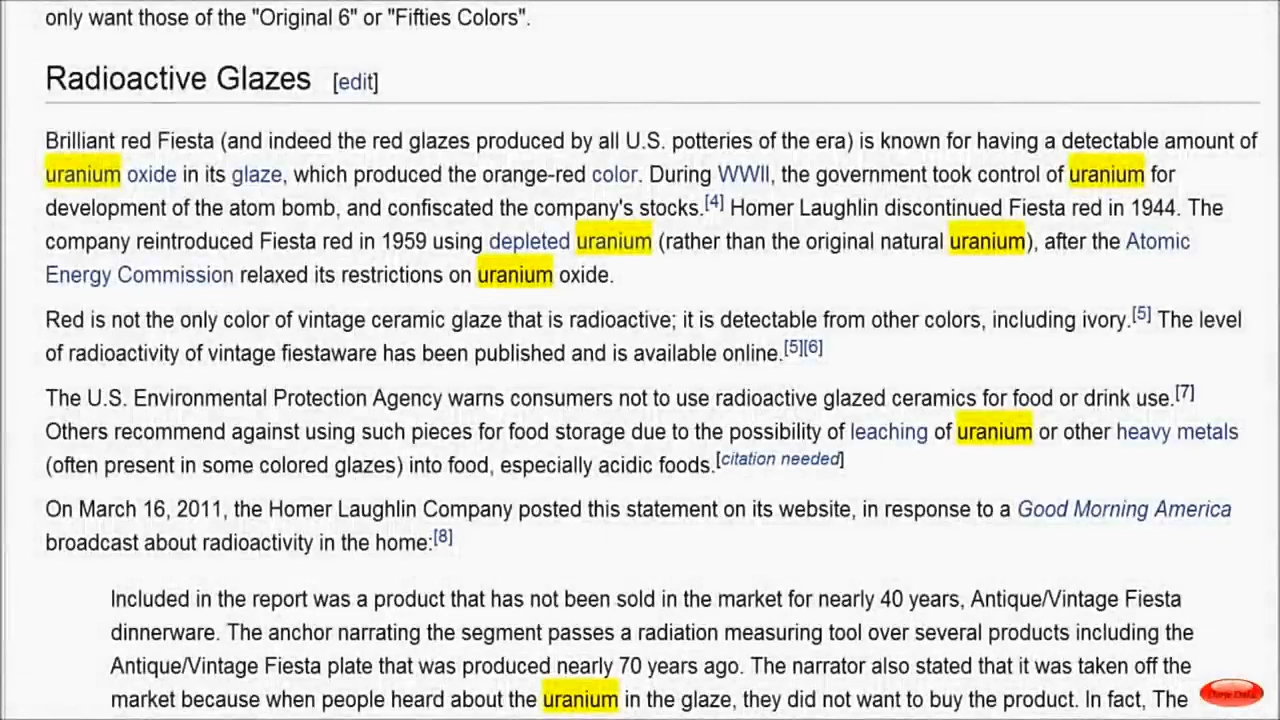 only want those of the "Original 6" or "Fifties Colors".
Radioactive Glazes [edit]
Brilliant red Fiesta (and indeed the red glazes produced by all U.S. potteries of the era) is known for having a detectable amount of
uranium oxide in its glaze, which produced the orange-red color. During WWII, the government took control of uranium for
development of the atom bomb, and confiscated the company's stocks.[4] Homer Laughlin discontinued Fiesta red in 1944. The
company reintroduced Fiesta red in 1959 using depleted uranium (rather than the original natural uranium), after the Atomic
Energy Commission relaxed its restrictions on uranium oxide.
Red is not the only color of vintage ceramic glaze that is radioactive; it is detectable from other colors, including ivory.[5] The level
of radioactivity of vintage fiestaware has been published and is available online.[5][6]
The U.S. Environmental Protection Agency warns consumers not to use radioactive glazed ceramics for food or drink use.[7]
Others recommend against using such pieces for food storage due to the possibility of leaching of uranium or other heavy metals
(often present in some colored glazes) into food, especially acidic foods.[citation needed]
On March 16, 2011, the Homer Laughlin Company posted this statement on its website, in response to a Good Morning America
broadcast about radioactivity in the home:[8]
Included in the report was a product that has not been sold in the market for nearly 40 years, Antique/Vintage Fiesta
dinnerware. The anchor narrating the segment passes a radiation measuring tool over several products including the
Antique/Vintage Fiesta plate that was produced nearly 70 years ago. The narrator also stated that it was taken off the
market because when people heard about the uranium in the glaze, they did not want to buy the product. In fact, The